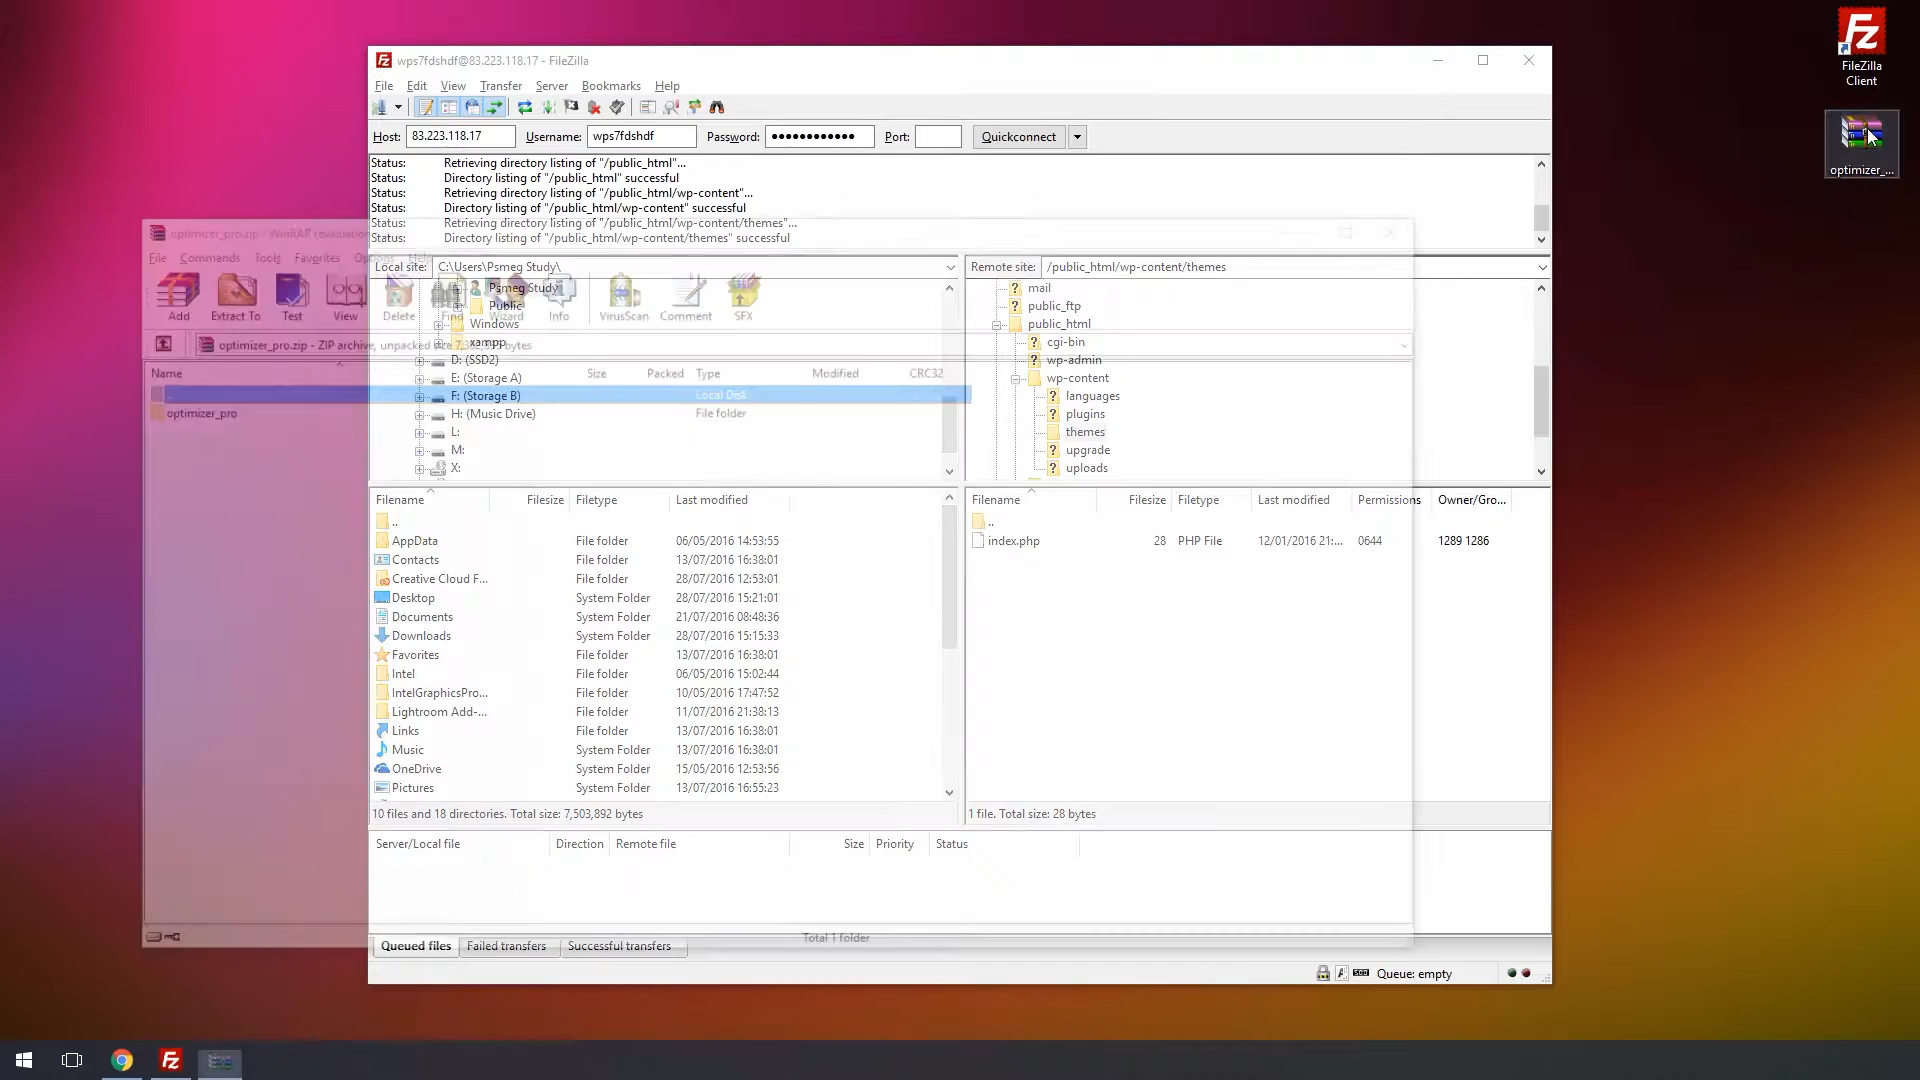 FileZilla
Client
optimizer_...
wps7fdshdf@83.223.118.17 - FileZilla
File Edit View Transfer Server Bookmarks Help
Host: 83.223.118.17 Username: wps7fdshdf Password: ●●●●●●●●●●●● Port: Quickconnect
Status: Retrieving directory listing of "/public_html"...
Status: Directory listing of "/public_html" successful
Status: Retrieving directory listing of "/public_html/wp-content"...
Status: Directory listing of "/public_html/wp-content" successful
Status: Retrieving directory listing of "/public_html/wp-content/themes"...
Status: Directory listing of "/public_html/wp-content/themes" successful
optimizer_pro.zip - WinRAR (evaluation
File Commands Tools Favorites Options Help
Add Extract To Test View Delete Find Wizard Info VirusScan Comment SFX
optimizer_pro.zip - ZIP archive, unpacked size bytes
Name Size Packed Type Modified CRC32
.. Local Disk
optimizer_pro File folder
Total 1 folder
Local site: C:\Users\Psmeg Study\
Psmeg Study
Public
Windows
xampp
D: (SSD2)
E: (Storage A)
F: (Storage B)
H: (Music Drive)
L:
M:
X:
Remote site: /public_html/wp-content/themes
mail
public_ftp
public_html
cgi-bin
wp-admin
wp-content
languages
plugins
themes
upgrade
uploads
Filename Filesize Filetype Last modified
..
AppData File folder 06/05/2016 14:53:55
Contacts File folder 13/07/2016 16:38:01
Creative Cloud F... File folder 28/07/2016 12:53:01
Desktop System Folder 28/07/2016 15:21:01
Documents System Folder 21/07/2016 08:48:36
Downloads System Folder 28/07/2016 15:15:33
Favorites File folder 13/07/2016 16:38:01
Intel File folder 06/05/2016 15:02:44
IntelGraphicsPro... File folder 10/05/2016 17:47:52
Lightroom Add-... File folder 11/07/2016 21:38:13
Links File folder 13/07/2016 16:38:01
Music System Folder 13/07/2016 16:38:01
OneDrive System Folder 15/05/2016 12:53:56
Pictures System Folder 13/07/2016 16:55:23
10 files and 18 directories. Total size: 7,503,892 bytes
Filename Filesize Filetype Last modified Permissions Owner/Gro...
..
index.php 28 PHP File 12/01/2016 21:... 0644 1289 1286
1 file. Total size: 28 bytes
Server/Local file Direction Remote file Size Priority Status
Queued files Failed transfers Successful transfers
Queue: empty